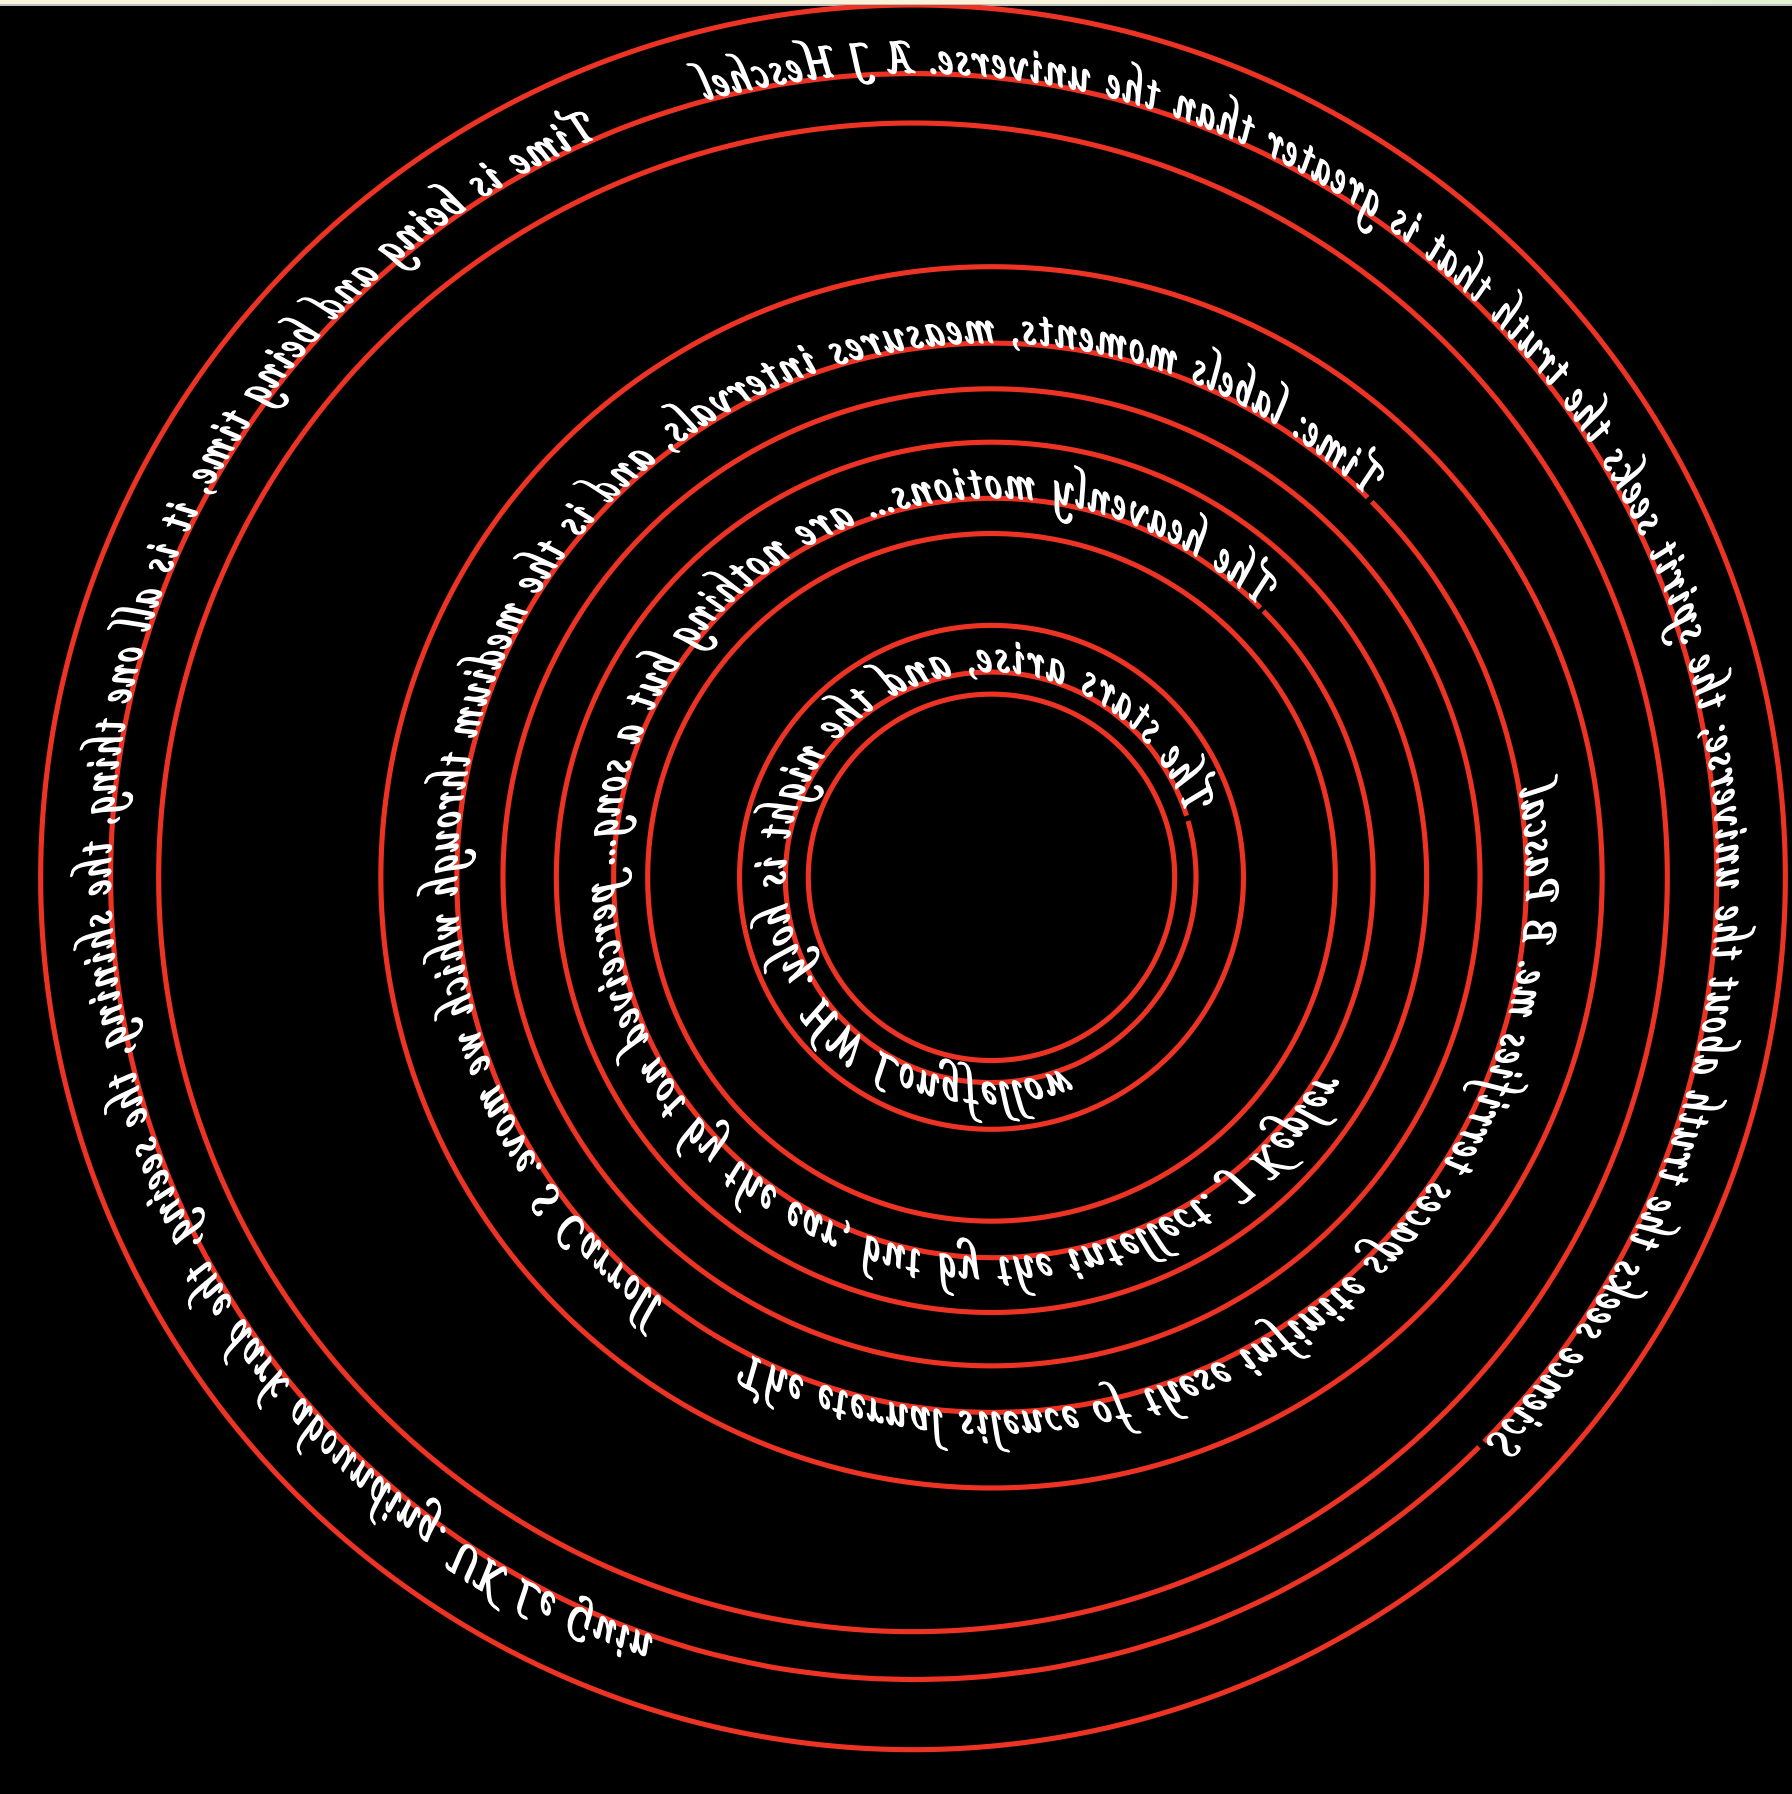 Science seeks the truth about the universe; the spirit seeks the truth that is greater than the universe. A J Heschel
Time is being and being time, it is all one thing, the shining, the seeing, the dark abounding. UK Le Guin
Time: labels moments, measures intervals, and is the medium through which we move. S Carroll
The eternal silence of these infinite spaces terrifies me. B Pascal
The heavenly motions... are nothing but a song... perceived not by the ear, but by the intellect. J Kepler
The stars arise, and the night is holy. HW Longfellow